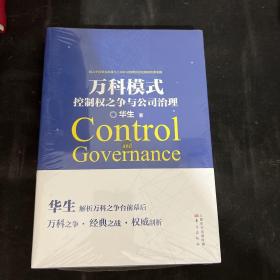 万科模式
控制权之争与公司治理
华生 著
Control
and
Governance
华生 解析万科之争台前幕后
万科之争·经典之战·权威剖析